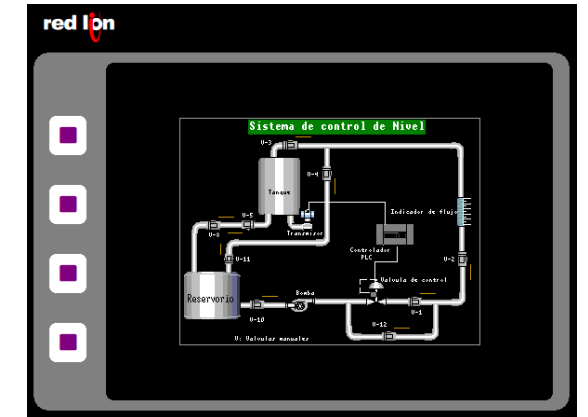 red lion
Sistema de control de Nivel
V-3
V-4
Tanque
V-5
Indicador de flujo
Transmisor
V-8
Controlador
PLC
V-11
V-2
Reservorio
Valvula de control
Bomba
V-10
V-1
V-12
V: Valvulas manuales